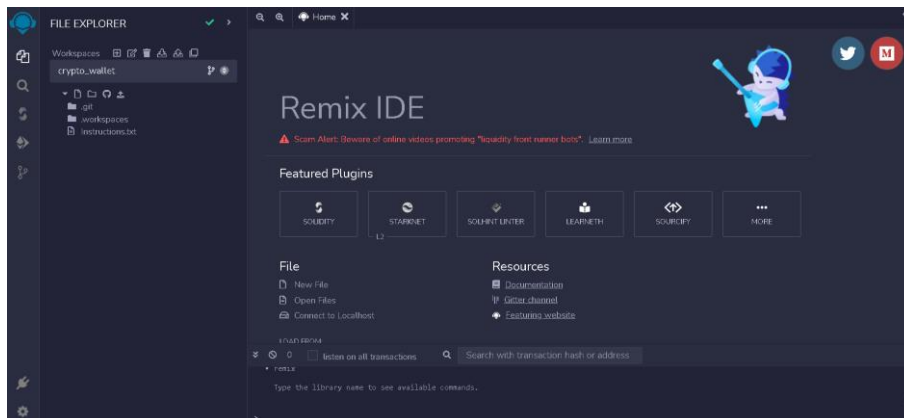 FILE EXPLORER
Workspaces
crypto_wallet
.git
.workspaces
Instructions.txt
Home
Remix IDE
Scam Alert: Beware of online videos promoting "liquidity front runner bots". Learn more
Featured Plugins
SOLIDITY
STARKNET
L2
SOLHINT LINTER
LEARNETH
SOURCIFY
MORE
File
New File
Open Files
Connect to Localhost
LOAD FROM
Resources
Documentation
Gitter channel
Featuring website
0
listen on all transactions
Search with transaction hash or address
remix
Type the library name to see available commands.
>
M